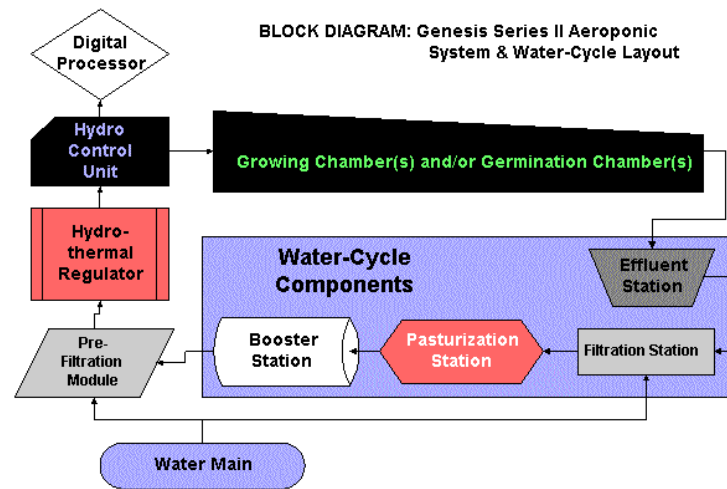 BLOCK DIAGRAM: Genesis Series II Aeroponic
System & Water-Cycle Layout
Digital
Processor
Hydro
Control
Unit
Growing Chamber(s) and/or Germination Chamber(s)
Hydro-
thermal
Regulator
Water-Cycle
Components
Effluent
Station
Pre-
Filtration
Module
Booster
Station
Pasturization
Station
Filtration Station
Water Main